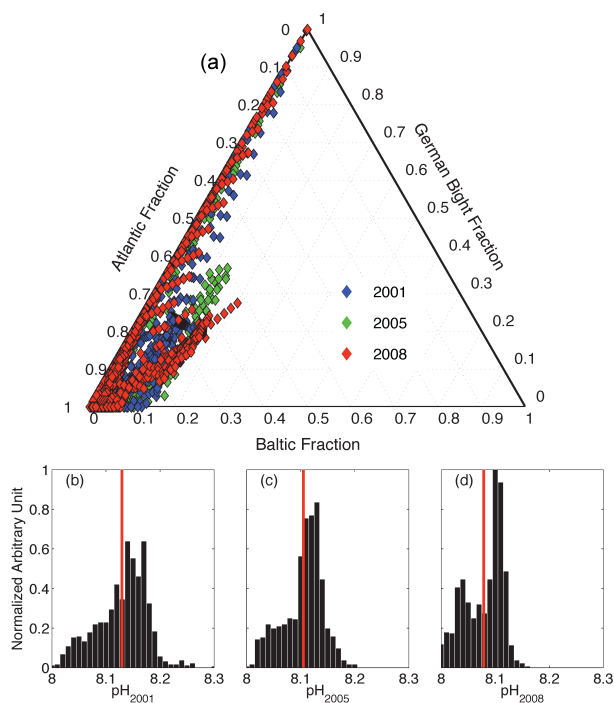 (a)
0 1
0.1 0.9
0.2 0.8
0.3 0.7
0.4 0.6
0.5 0.5
0.6 0.4
0.7 0.3
0.8 0.2
0.9 0.1
1 0
Atlantic Fraction
German Bight Fraction
2001
2005
2008
0 0.1 0.2 0.3 0.4 0.5 0.6 0.7 0.8 0.9 1
Baltic Fraction
Normalized Arbitrary Unit
1
0.8
0.6
0.4
0.2
0
(b)
8 8.1 8.2 8.3
pH2001
(c)
8 8.1 8.2 8.3
pH2005
(d)
8 8.1 8.2 8.3
pH2008